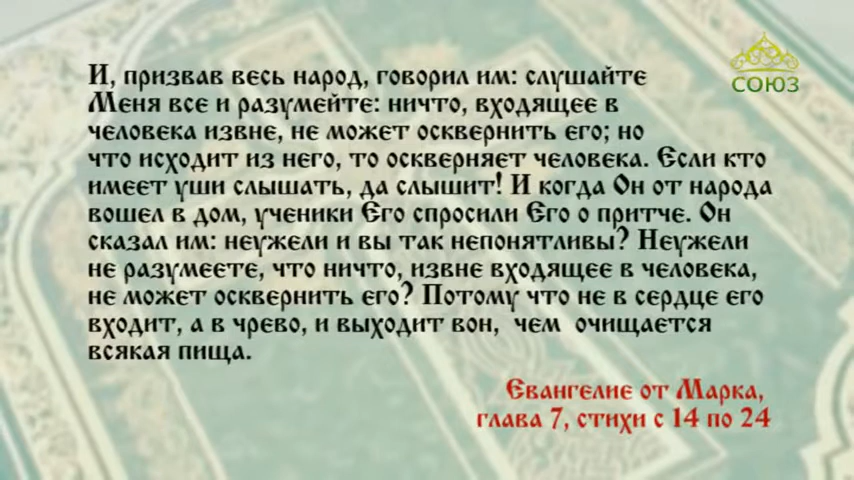 И, призвав весь народ, говорил им: слушайте
СОЮЗ
Меня все и разумейте: ничто, входящее в
человека извне, не может осквернить его; но
что исходит из него, то оскверняет человека. Если кто
имеет уши слышать, да слышит! И когда Он от народа
вошел в дом, ученики Его спросили Его о притче. Он
сказал им: неужели и вы так непонятливы? Неужели
не разумеете, что ничто, извне входящее в человека,
не может осквернить его? Потому что не в сердце его
входит, а в чрево, и выходит вон, чем очищается
всякая пища.
Евангелие от Марка,
глава 7, стихи с 14 по 24